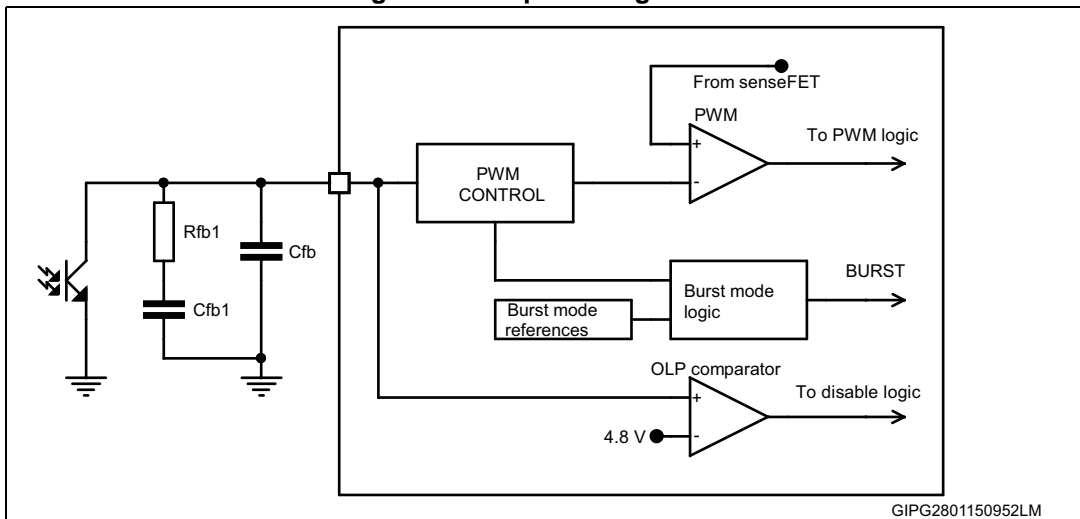 From senseFET
PWM
+
-
To PWM logic
PWM
CONTROL
Rfb1
Cfb
Cfb1
BURST
Burst mode
logic
Burst mode
references
OLP comparator
+
-
4.8 V
To disable logic
GIPG2801150952LM